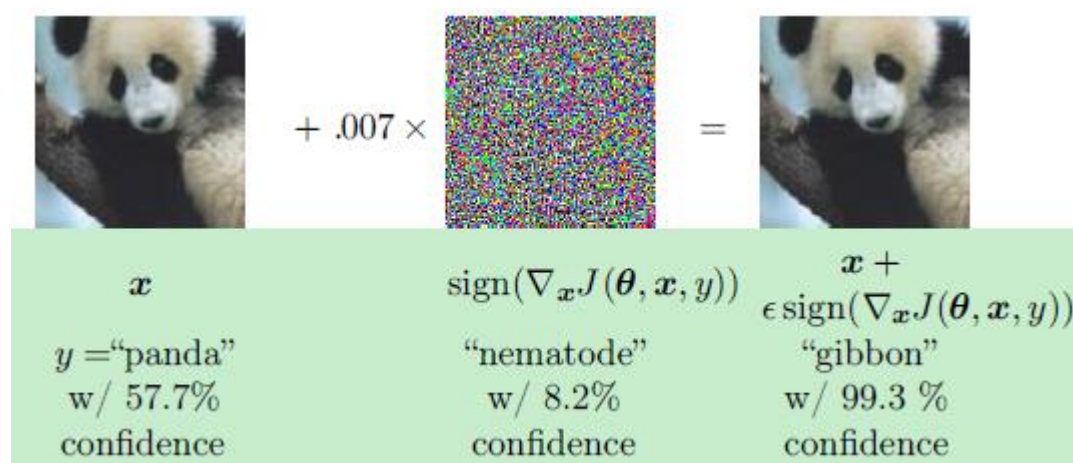 + .007 ×
=
x
sign(∇ₓJ(θ, x, y))
x +
ϵ sign(∇ₓJ(θ, x, y))
y =“panda”
“nematode”
“gibbon”
w/ 57.7%
w/ 8.2%
w/ 99.3 %
confidence
confidence
confidence